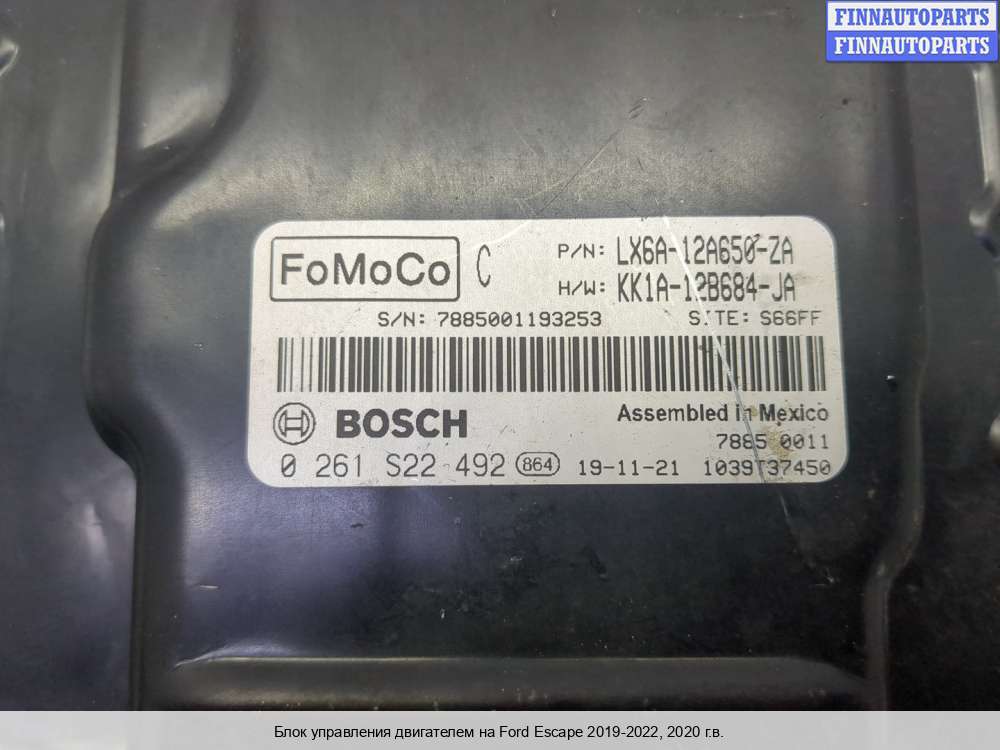 FINNAUTOPARTS
FINNAUTOPARTS
FoMoCo C P/N: LX6A-12A650-ZA
H/W: KK1A-12B684-JA
S/N: 7885001193253 SITE: S66FF
BOSCH Assembled in Mexico
7885 0011
0 261 S22 492 864 19-11-21 1039737450
Блок управления двигателем на Ford Escape 2019-2022, 2020 г.в.